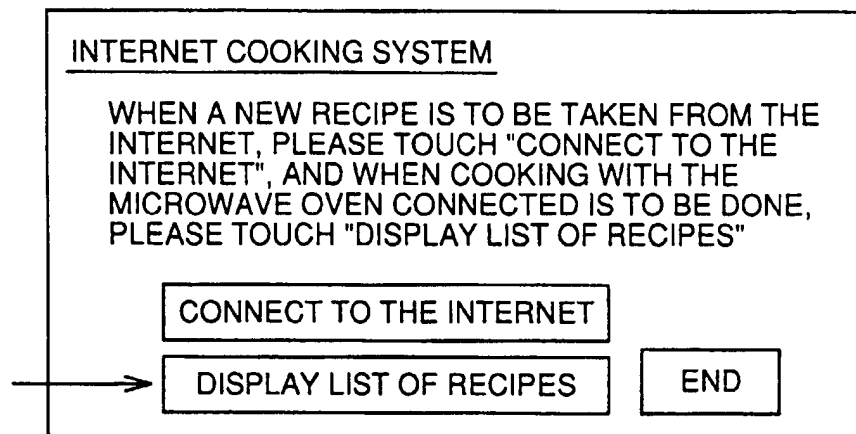 INTERNET COOKING SYSTEM
WHEN A NEW RECIPE IS TO BE TAKEN FROM THE
INTERNET, PLEASE TOUCH "CONNECT TO THE
INTERNET", AND WHEN COOKING WITH THE
MICROWAVE OVEN CONNECTED IS TO BE DONE,
PLEASE TOUCH "DISPLAY LIST OF RECIPES"
CONNECT TO THE INTERNET
DISPLAY LIST OF RECIPES
END